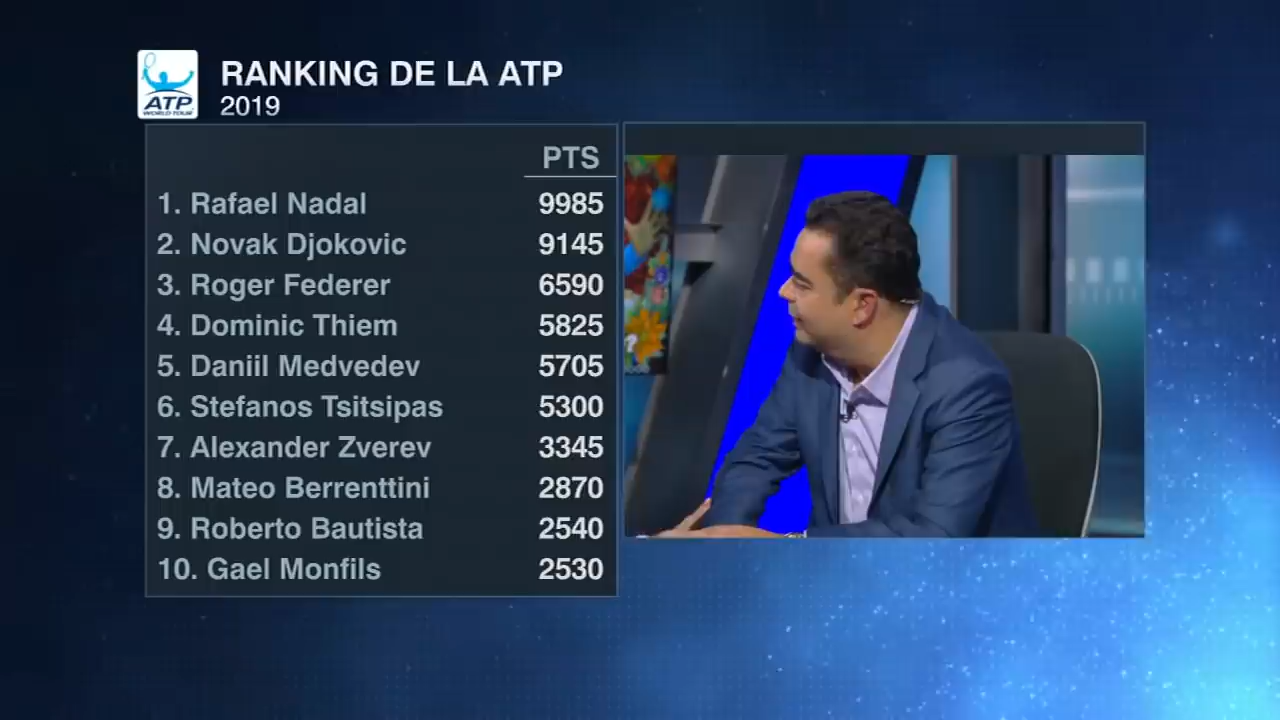 ATP
WORLD TOUR
RANKING DE LA ATP
2019
PTS
1. Rafael Nadal 9985
2. Novak Djokovic 9145
3. Roger Federer 6590
4. Dominic Thiem 5825
5. Daniil Medvedev 5705
6. Stefanos Tsitsipas 5300
7. Alexander Zverev 3345
8. Mateo Berrenttini 2870
9. Roberto Bautista 2540
10. Gael Monfils 2530
?